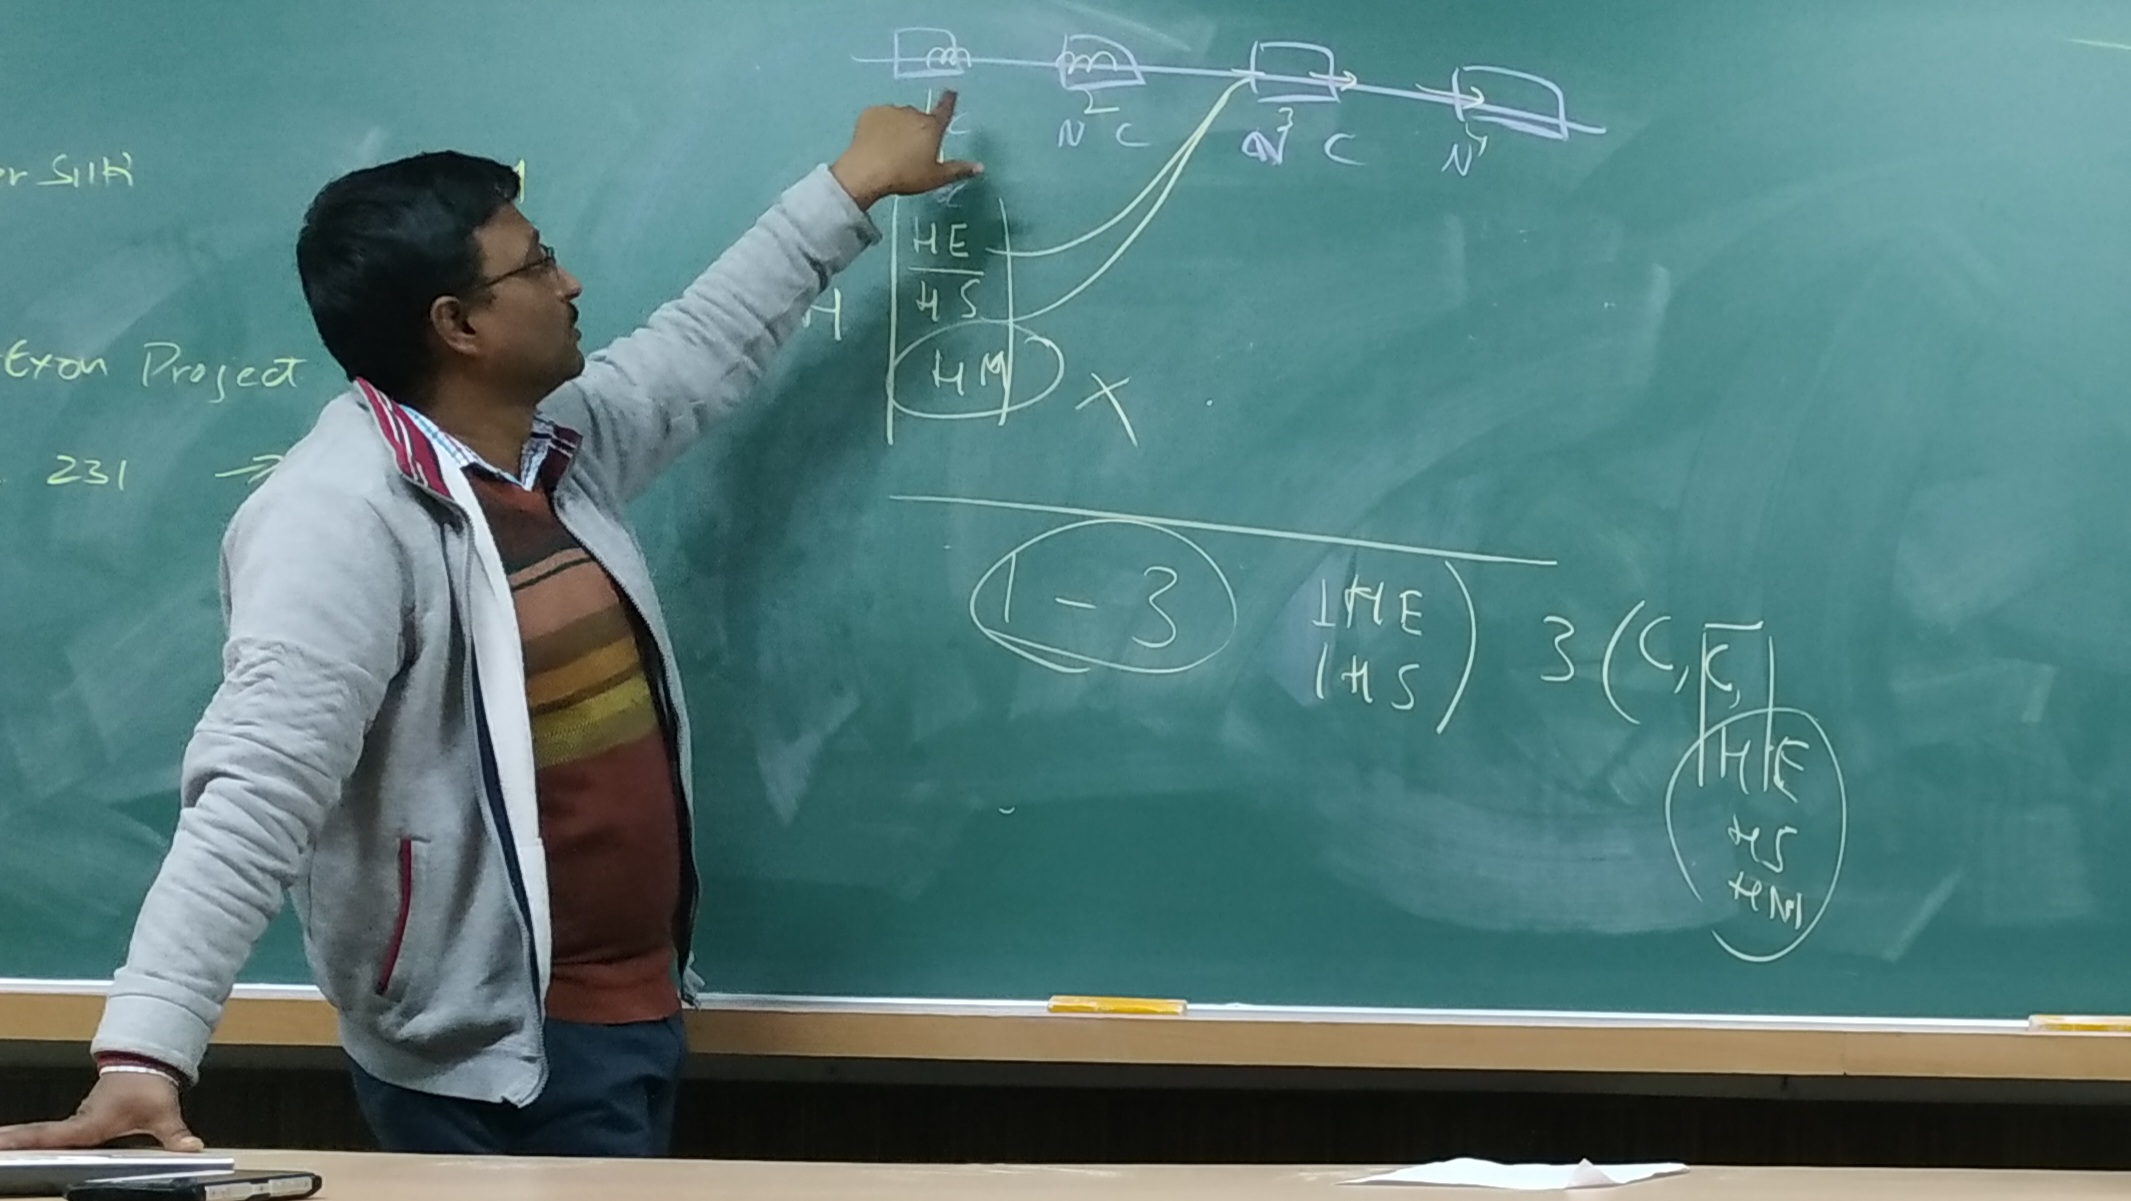 er Silk
Exon Project
231 →
1 2 3 4
C N C N C N
H
HE
HS
HM X
1 - 3
1HE
1HS
3 (C, C,
HE
HS
HM